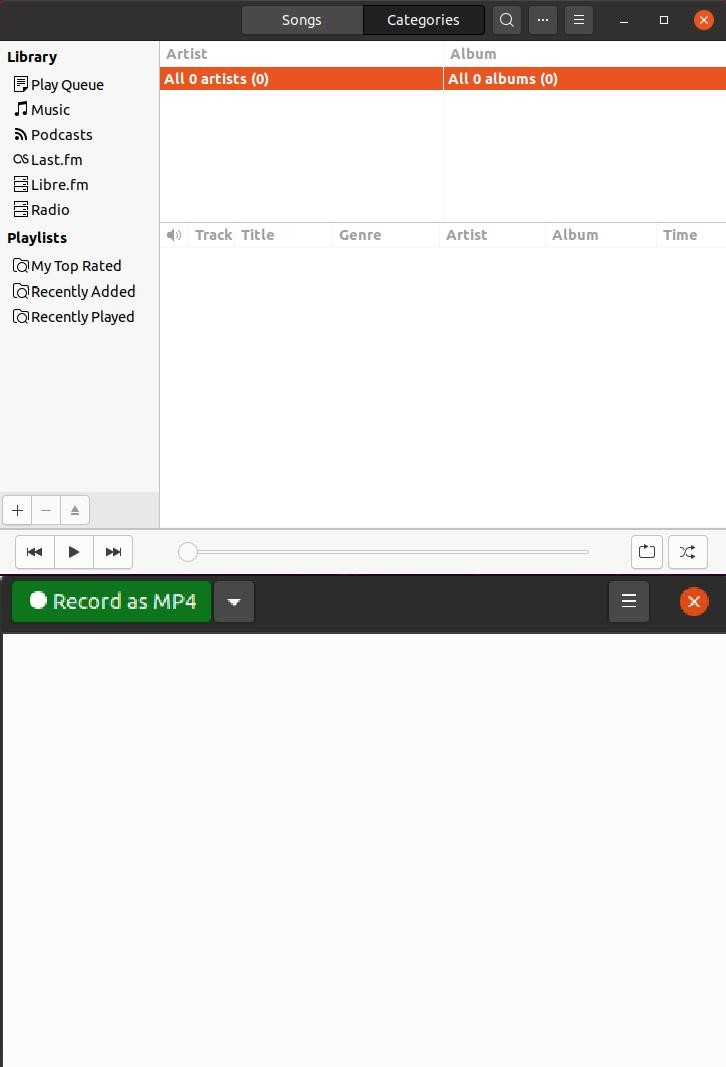 Songs Categories
Library
Play Queue
Music
Podcasts
Last.fm
Libre.fm
Radio
Playlists
My Top Rated
Recently Added
Recently Played
Artist Album
All 0 artists (0) All 0 albums (0)
Track Title Genre Artist Album Time
Record as MP4